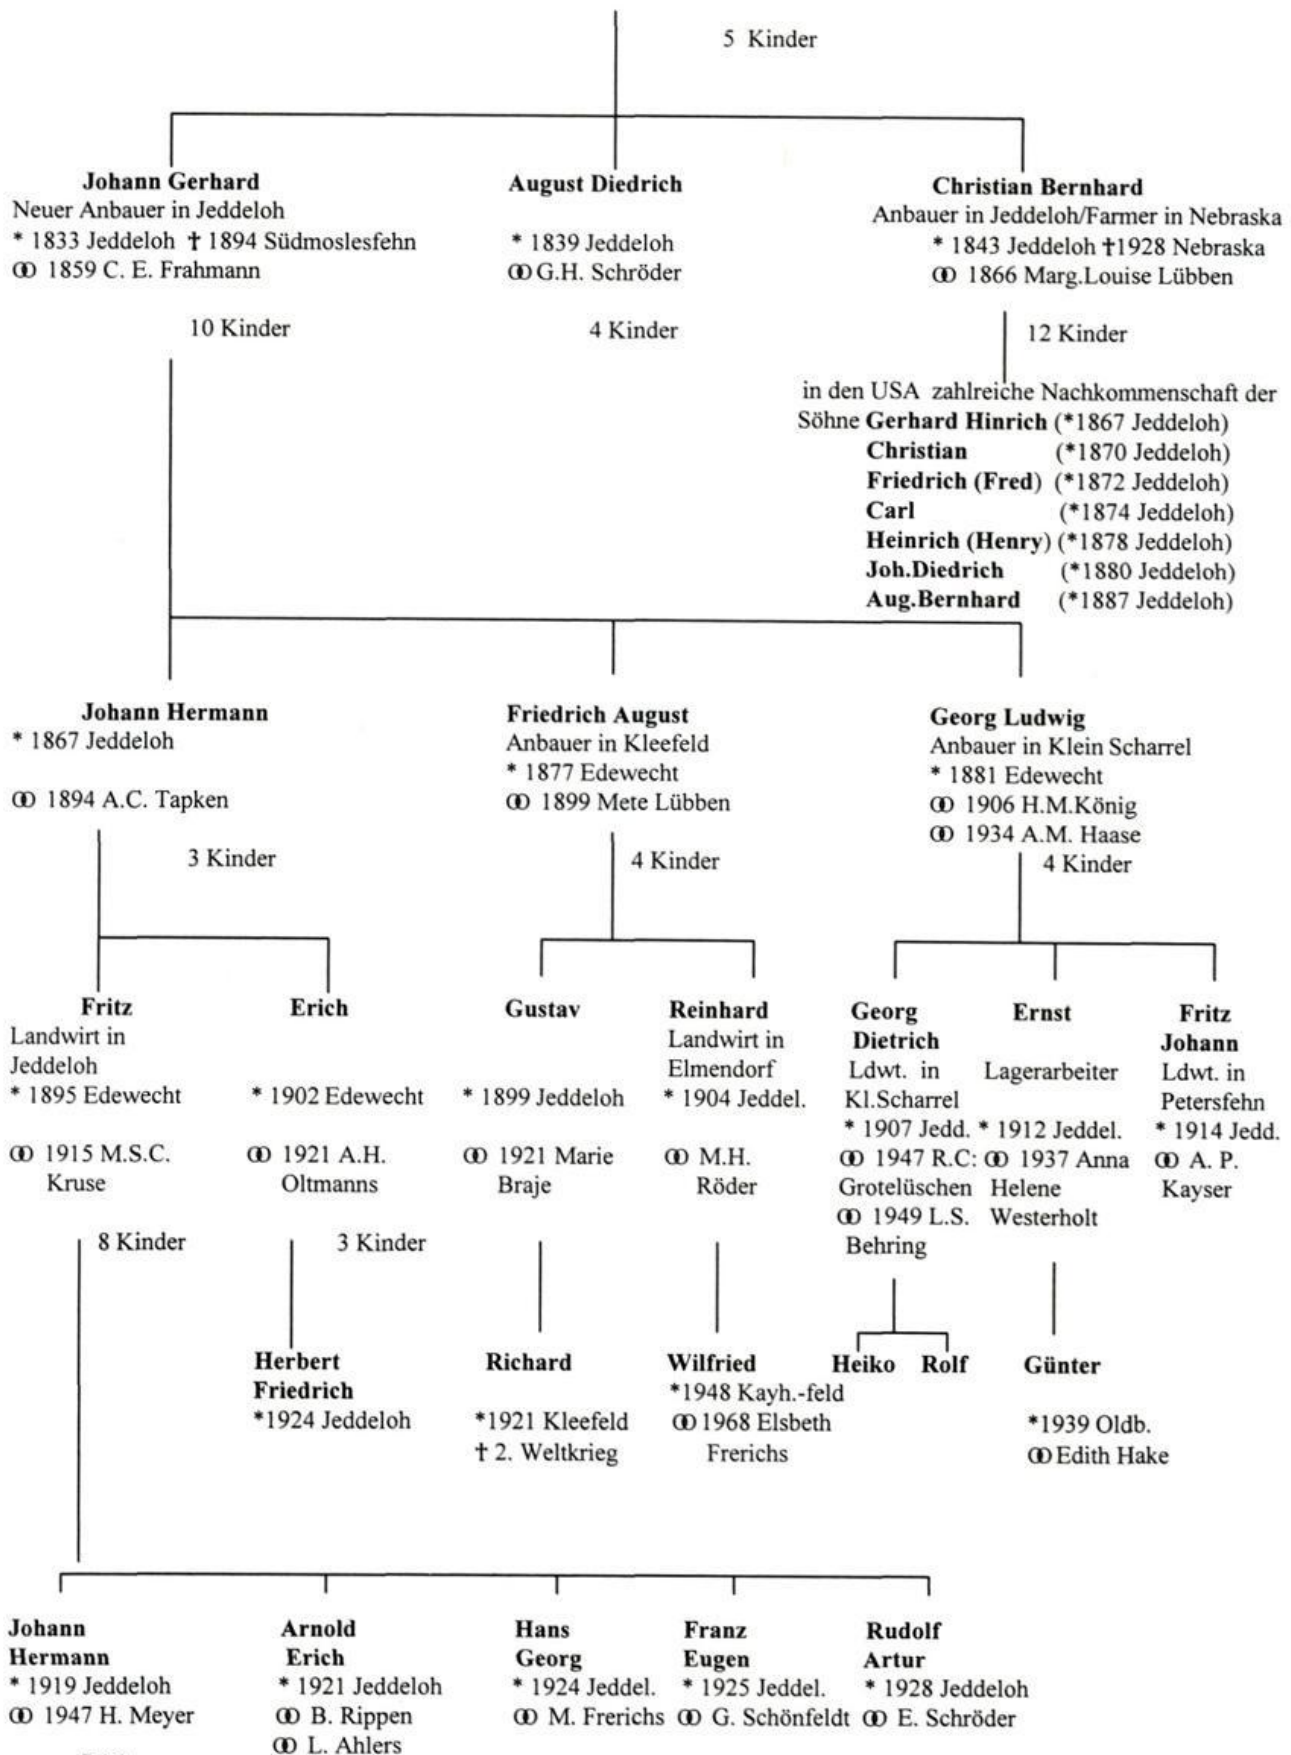 5 Kinder
Johann Gerhard
Neuer Anbauer in Jeddeloh
* 1833 Jeddeloh † 1894 Südmoslesfehn
⚭ 1859 C. E. Frahmann
10 Kinder
August Diedrich
* 1839 Jeddeloh
⚭ G.H. Schröder
4 Kinder
Christian Bernhard
Anbauer in Jeddeloh/Farmer in Nebraska
* 1843 Jeddeloh †1928 Nebraska
⚭ 1866 Marg.Louise Lübben
12 Kinder
in den USA zahlreiche Nachkommenschaft der
Söhne Gerhard Hinrich (*1867 Jeddeloh)
Christian (*1870 Jeddeloh)
Friedrich (Fred) (*1872 Jeddeloh)
Carl (*1874 Jeddeloh)
Heinrich (Henry) (*1878 Jeddeloh)
Joh.Diedrich (*1880 Jeddeloh)
Aug.Bernhard (*1887 Jeddeloh)
Johann Hermann
* 1867 Jeddeloh
⚭ 1894 A.C. Tapken
3 Kinder
Friedrich August
Anbauer in Kleefeld
* 1877 Edewecht
⚭ 1899 Mete Lübben
4 Kinder
Georg Ludwig
Anbauer in Klein Scharrel
* 1881 Edewecht
⚭ 1906 H.M.König
⚭ 1934 A.M. Haase
4 Kinder
Fritz
Landwirt in
Jeddeloh
* 1895 Edewecht
⚭ 1915 M.S.C.
Kruse
8 Kinder
Erich
* 1902 Edewecht
⚭ 1921 A.H.
Oltmanns
3 Kinder
Gustav
* 1899 Jeddeloh
⚭ 1921 Marie
Braje
Reinhard
Landwirt in
Elmendorf
* 1904 Jeddel.
⚭ M.H.
Röder
Georg
Dietrich
Ldwt. in
Kl.Scharrel
* 1907 Jedd.
⚭ 1947 R.C:
Grotelüschen
⚭ 1949 L.S.
Behring
Ernst
Lagerarbeiter
* 1912 Jeddel.
⚭ 1937 Anna
Helene
Westerholt
Fritz
Johann
Ldwt. in
Petersfehn
* 1914 Jedd.
⚭ A. P.
Kayser
Herbert
Friedrich
*1924 Jeddeloh
Richard
*1921 Kleefeld
† 2. Weltkrieg
Wilfried
*1948 Kayh.-feld
⚭ 1968 Elsbeth
Frerichs
Heiko
Rolf
Günter
*1939 Oldb.
⚭ Edith Hake
Johann
Hermann
* 1919 Jeddeloh
⚭ 1947 H. Meyer
Arnold
Erich
* 1921 Jeddeloh
⚭ B. Rippen
⚭ L. Ahlers
Hans
Georg
* 1924 Jeddel.
⚭ M. Frerichs
Franz
Eugen
* 1925 Jeddel.
⚭ G. Schönfeldt
Rudolf
Artur
* 1928 Jeddeloh
⚭ E. Schröder